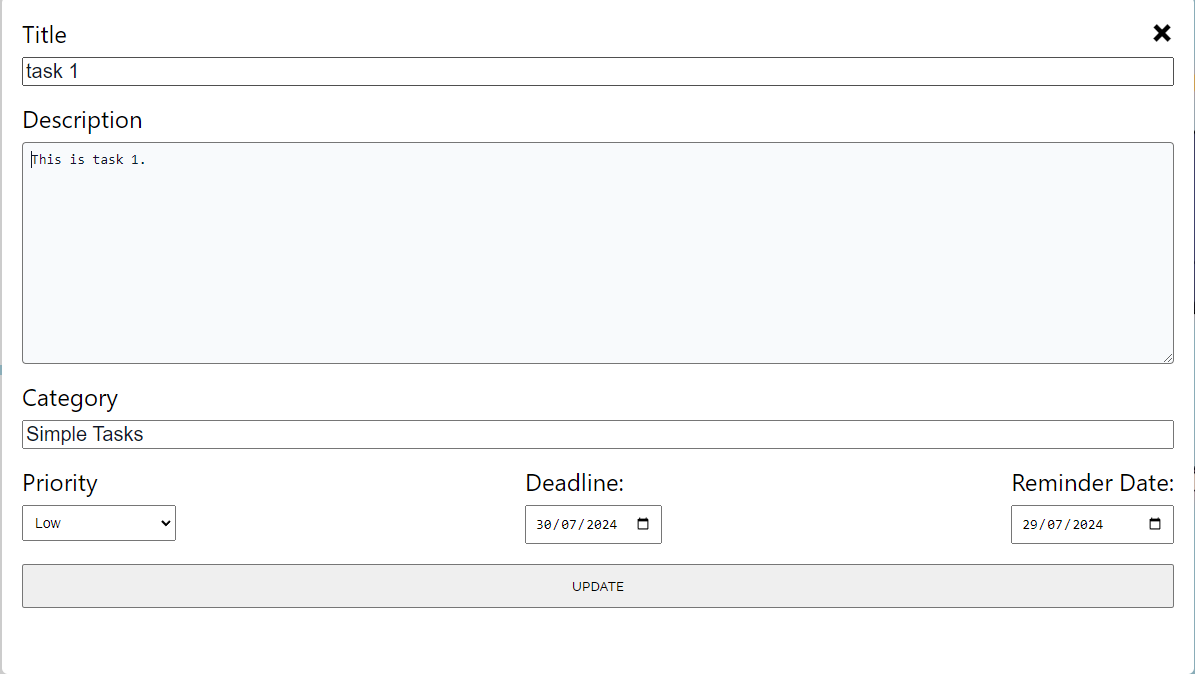 Title
task 1
Description
This is task 1.
Category
Simple Tasks
Priority Deadline: Reminder Date:
Low 30/07/2024 29/07/2024
UPDATE